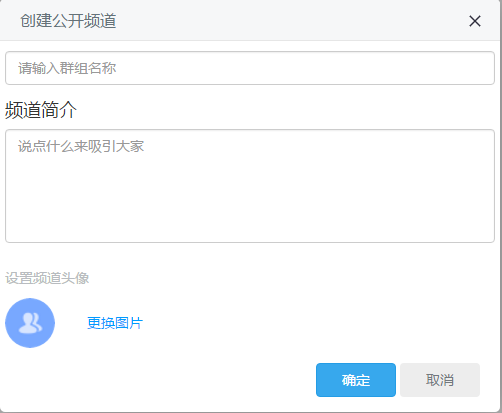 创建公开频道
请输入群组名称
频道简介
说点什么来吸引大家
设置频道头像
更换图片
确定 取消